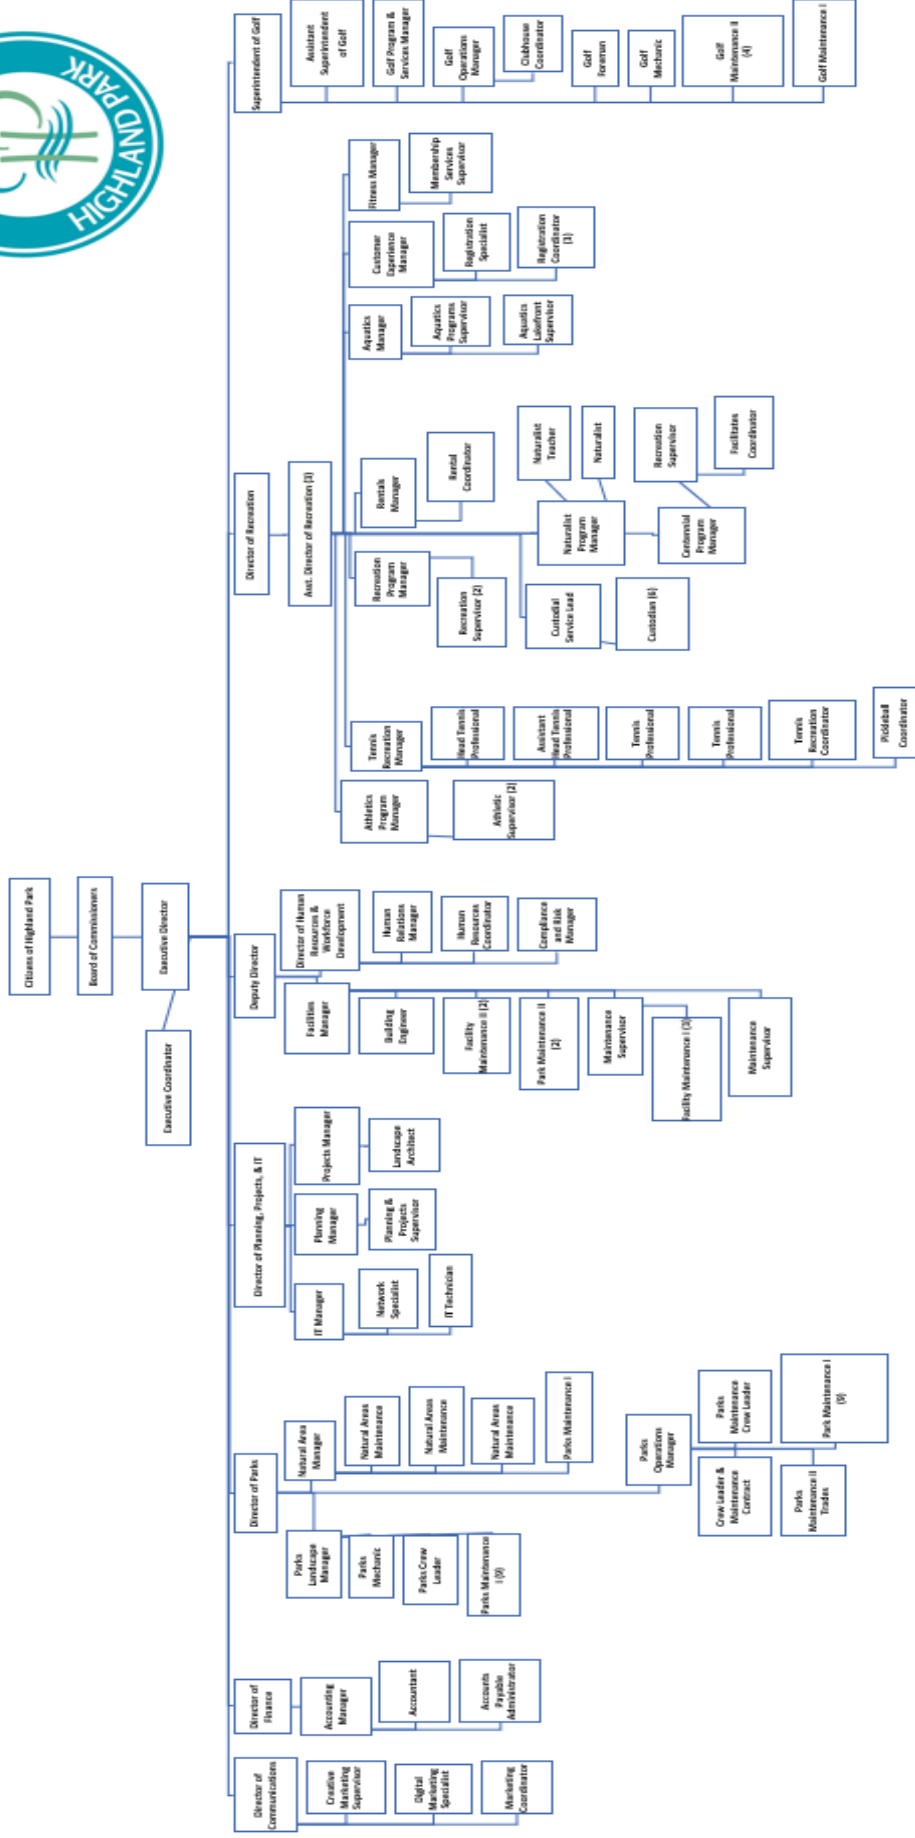 HIGHLAND PARK
Citizens of Highland Park
Board of Commissioners
Executive Director
Executive Coordinator
Director of
Communications
Creative
Marketing
Supervisor
Digital
Marketing
Specialist
Marketing
Coordinator
Director of
Finance
Accounting
Manager
Accountant
Accounts
Payable
Administrator
Director of Parks
Parks
Landscape
Manager
Parks
Mechanic
Parks Crew
Leader
Parks Maintenance
I (9)
Natural Area
Manager
Natural Areas
Maintenance
Natural Areas
Maintenance
Natural Areas
Maintenance
Parks Maintenance I
Parks
Operations
Manager
Crew Leader &
Maintenance
Contract
Parks
Maintenance
Crew Leader
Parks
Maintenance II
Trades
Park Maintenance I
(9)
Director of Planning, Projects, & IT
IT Manager
Network
Specialist
IT Technician
Planning
Manager
Planning &
Projects
Supervisor
Projects Manager
Landscape
Architect
Deputy Director
Facilities
Manager
Building
Engineer
Facility
Maintenance II (2)
Park Maintenance II
(2)
Maintenance
Supervisor
Facility Maintenance I (3)
Maintenance
Supervisor
Director of Human
Resources &
Workforce
Development
Human
Relations
Manager
Human
Resources
Coordinator
Compliance
and Risk
Manager
Director of Recreation
Asst. Director of Recreation (3)
Athletics
Program
Manager
Athletic
Supervisor (2)
Tennis
Recreation
Manager
Head Tennis
Professional
Assistant
Head Tennis
Professional
Tennis
Professional
Tennis
Professional
Tennis
Recreation
Coordinator
Pickleball
Coordinator
Recreation
Program
Manager
Recreation
Supervisor (2)
Custodial
Service Lead
Custodian (6)
Rentals
Manager
Rental
Coordinator
Naturalist
Program
Manager
Naturalist
Teacher
Naturalist
Centennial
Program
Manager
Recreation
Supervisor
Facilitates
Coordinator
Aquatics
Manager
Aquatics
Programs
Supervisor
Aquatics
Lakefront
Supervisor
Customer
Experience
Manager
Registration
Specialist
Registration
Coordinator
(3)
Fitness Manager
Membership
Services
Supervisor
Superintendent of Golf
Assistant
Superintendent
of Golf
Golf Program &
Services Manager
Golf
Operations
Manager
Clubhouse
Coordinator
Golf
Foreman
Golf
Mechanic
Golf
Maintenance II
(4)
Golf Maintenance I